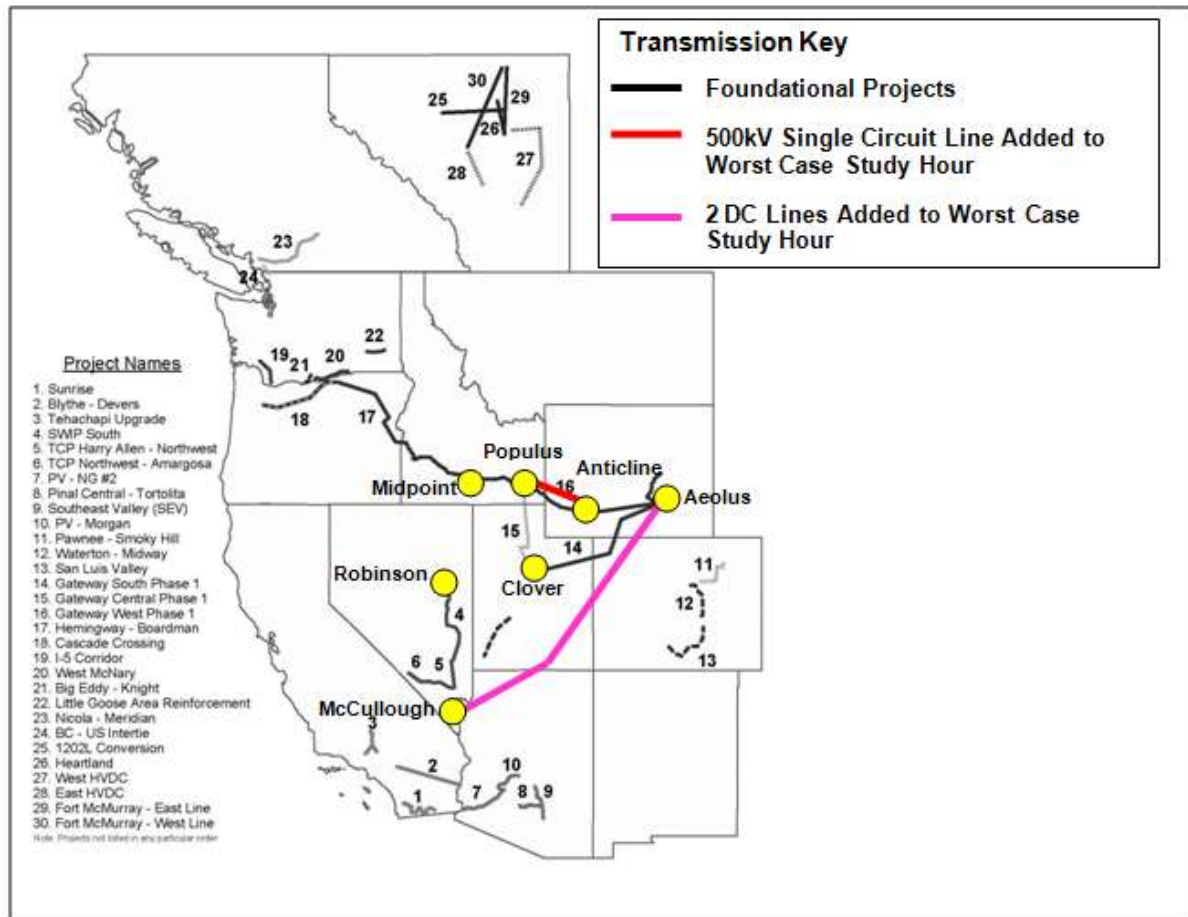 Transmission Key
Foundational Projects
500kV Single Circuit Line Added to
Worst Case Study Hour
2 DC Lines Added to Worst Case
Study Hour
30
25
29
26
27
28
23
24
22
19
21
20
18
17
Project Names
1. Sunrise
2. Blythe - Devers
3. Tehachapi Upgrade
4. SWIP South
5. TCP Harry Allen - Northwest
6. TCP Northwest - Amargosa
7. PV - NG #2
8. Pinal Central - Tortolita
9. Southeast Valley (SEV)
10. PV - Morgan
11. Pawnee - Smoky Hill
12. Waterton - Midway
13. San Luis Valley
14. Gateway South Phase 1
15. Gateway Central Phase 1
16. Gateway West Phase 1
17. Hemingway - Boardman
18. Cascade Crossing
19. I-5 Corridor
20. West McNary
21. Big Eddy - Knight
22. Little Goose Area Reinforcement
23. Nicola - Meridian
24. BC - US Intertie
25. 1202L Conversion
26. Heartland
27. West HVDC
28. East HVDC
29. Fort McMurray - East Line
30. Fort McMurray - West Line
Note: Projects not listed in any particular order
Populus
Anticline
Midpoint
16
Aeolus
15
14
Clover
11
12
13
Robinson
4
6
5
McCullough
3
2
1
10
7
8
9